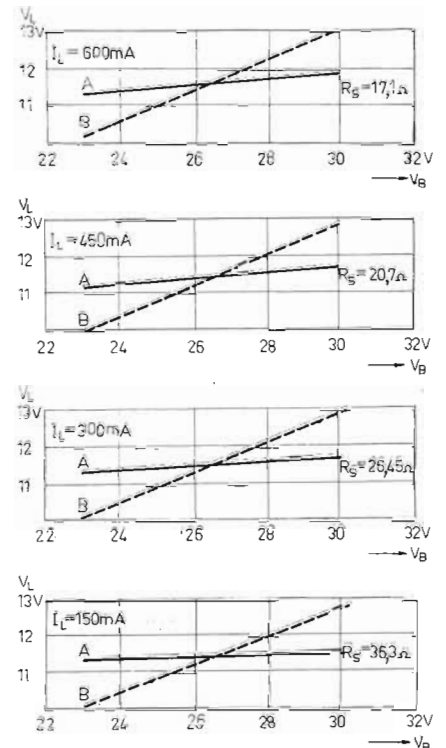 V_L
13V
I_L = 600mA
12
A
11
R_S = 17,1Ω
B
22 24 26 28 30 32V
→ V_B
V_L
13V
I_L = 450mA
12
A
11
R_S = 20,7Ω
B
22 24 26 28 30 32V
→ V_B
V_L
13V
I_L = 300mA
12
A
11
R_S = 26,45Ω
B
22 24 26 28 30 32V
→ V_B
V_L
13V
I_L = 150mA
12
A
11
R_S = 36,3Ω
B
22 24 26 28 30 32V
→ V_B